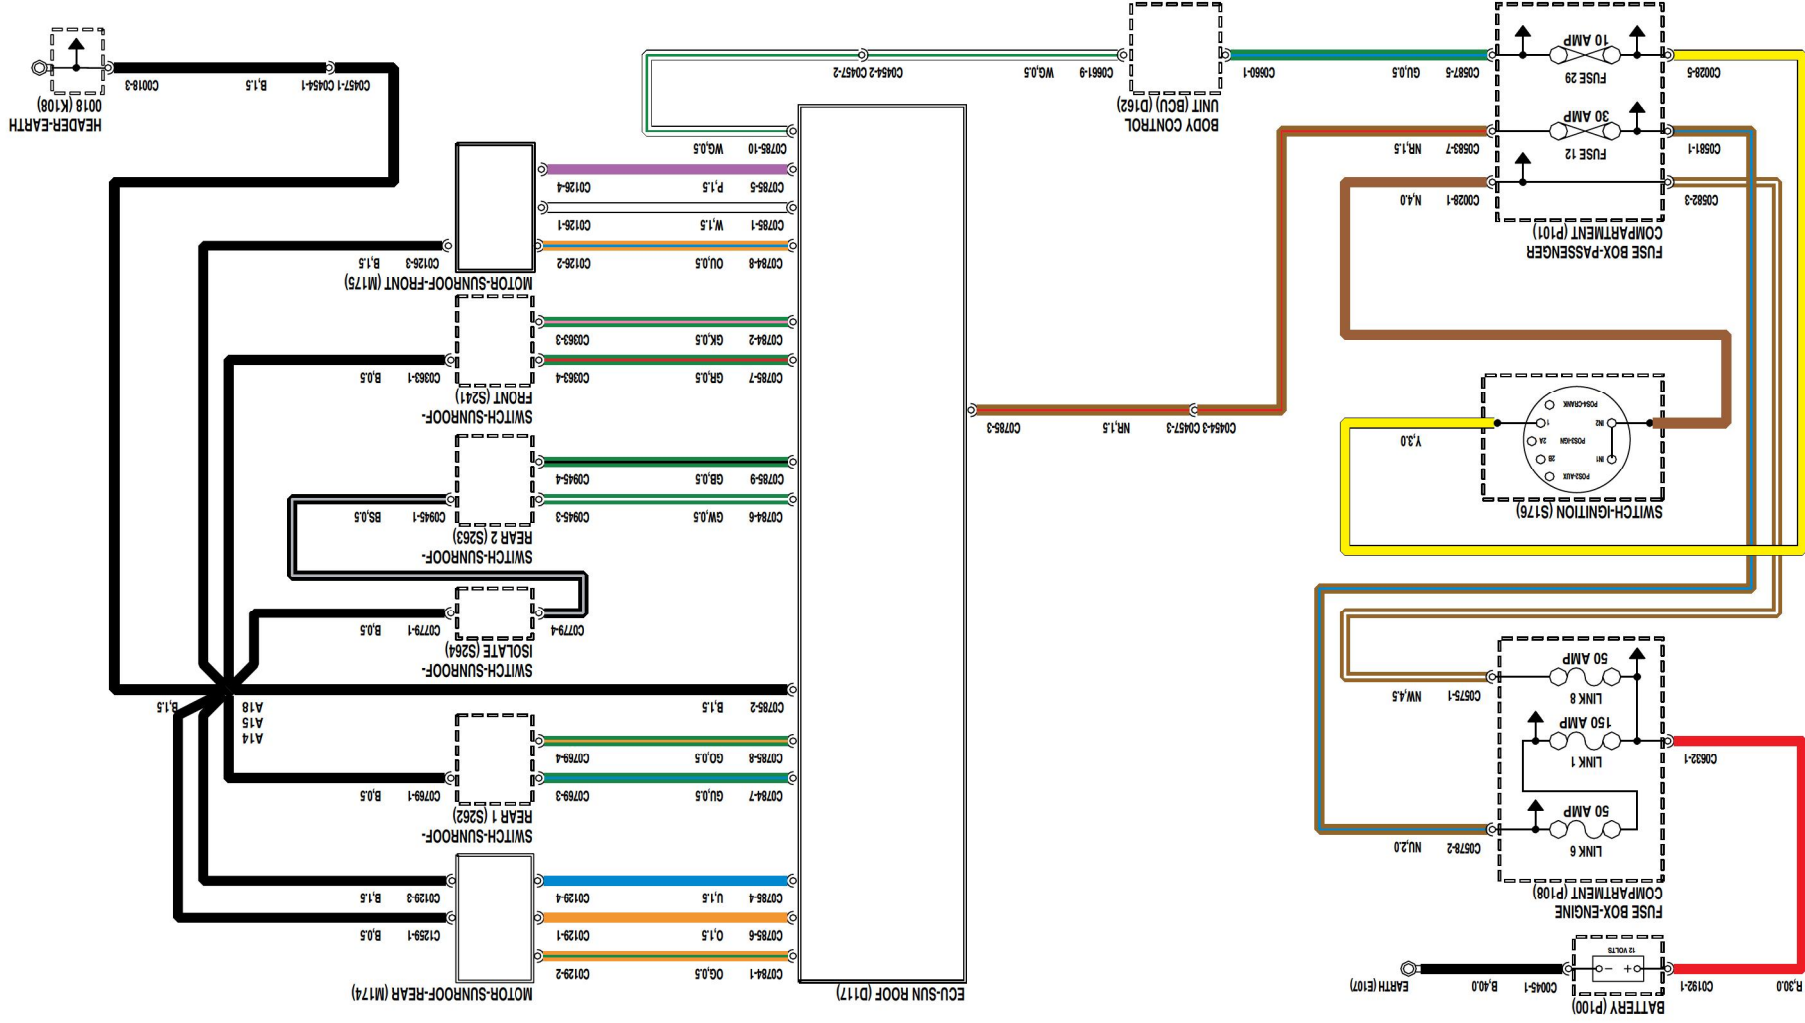 BATTERY (P100)
R,30.0
C0192-1
12 VOLTS
+ -
C0045-1
B,40.0
EARTH (E107)
FUSE BOX-ENGINE
COMPARTMENT (P108)
LINK 6
50 AMP
C0578-2
NU,2.0
C0632-1
LINK 1
150 AMP
LINK 8
50 AMP
C0575-1
NW,4.5
SWITCH-IGNITION (S176)
POS2-AUX
IN1
2B
POS3-IGN
2A
IN2
1
POS4-CRANK
Y,3.0
FUSE BOX-PASSENGER
COMPARTMENT (P101)
C0582-3
C0028-1
N,4.0
C0581-1
FUSE 12
30 AMP
C0583-7
NR,1.5
C0028-5
FUSE 29
10 AMP
C0587-5
GU,0.5
C0660-1
BODY CONTROL
UNIT (BCU) (D162)
C0661-9
WG,0.5
C0454-2
C0457-2
C0454-3
C0457-3
NR,1.5
C0785-3
ECU-SUN ROOF (D117)
C0784-1
OG,0.5
C0129-2
C0785-6
O,1.5
C0129-1
C0785-4
U,1.5
C0129-4
MOTOR-SUNROOF-REAR (M174)
C1259-1
B,0.5
C0129-3
B,1.5
SWITCH-SUNROOF-
REAR 1 (S262)
C0784-7
GU,0.5
C0769-3
C0769-1
B,0.5
C0785-8
GO,0.5
C0769-4
A14
A15
A18
B,1.5
C0785-2
B,1.5
SWITCH-SUNROOF-
ISOLATE (S264)
C0779-4
C0779-1
B,0.5
SWITCH-SUNROOF-
REAR 2 (S263)
C0784-6
GW,0.5
C0945-3
C0945-1
BS,0.5
C0785-9
GB,0.5
C0945-4
SWITCH-SUNROOF-
FRONT (S241)
C0785-7
GR,0.5
C0363-4
C0363-1
B,0.5
C0784-2
GK,0.5
C0363-3
MOTOR-SUNROOF-FRONT (M175)
C0784-8
OU,0.5
C0126-2
C0126-3
B,1.5
C0785-1
W,1.5
C0126-1
C0785-5
P,1.5
C0126-4
C0785-10
WG,0.5
HEADER-EARTH
0018 (K108)
C0457-1
C0454-1
B,1.5
C0018-3